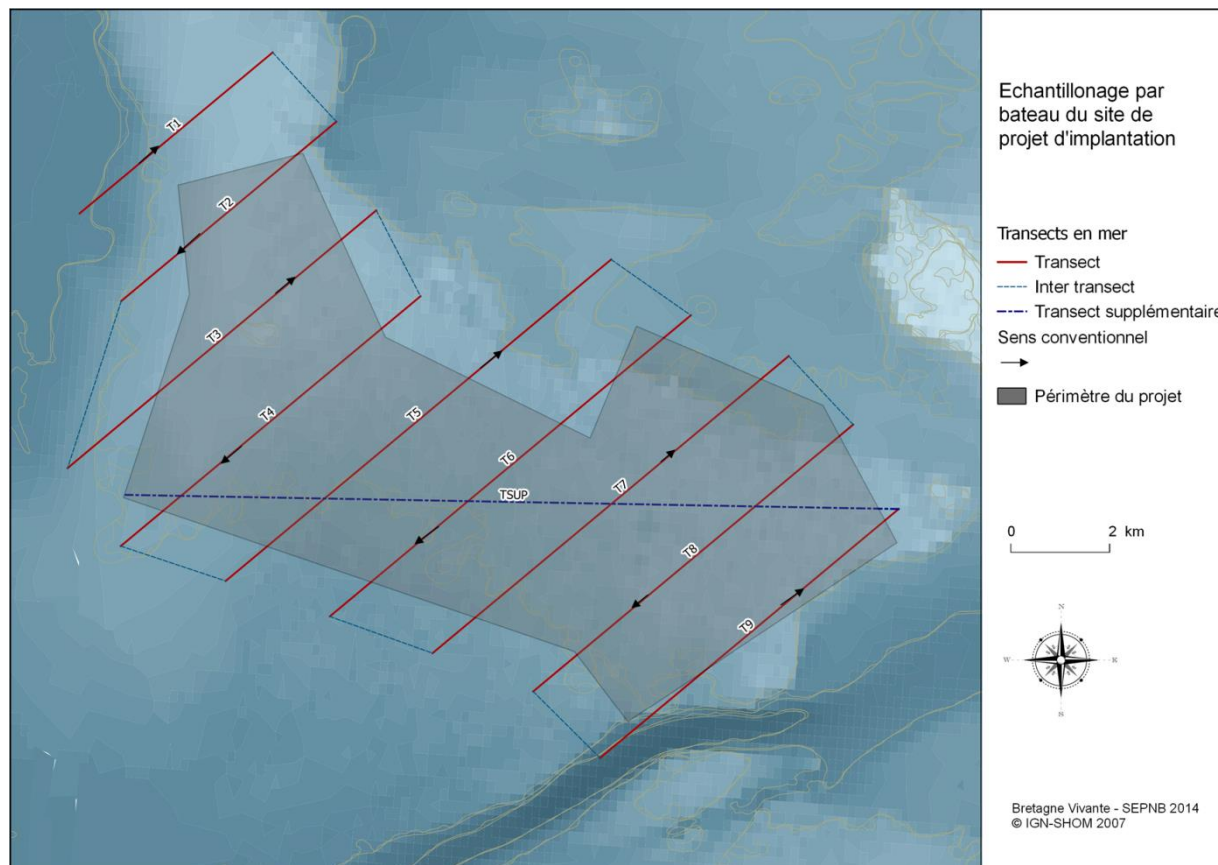 Echantillonage par
bateau du site de
projet d'implantation
Transects en mer
Transect
Inter transect
Transect supplémentaire
Sens conventionnel
Périmètre du projet
0 2 km
N
W E
S
Bretagne Vivante - SEPNB 2014
© IGN-SHOM 2007
T1
T2
T3
T4
T5
T6
T7
TSUP
T8
T9